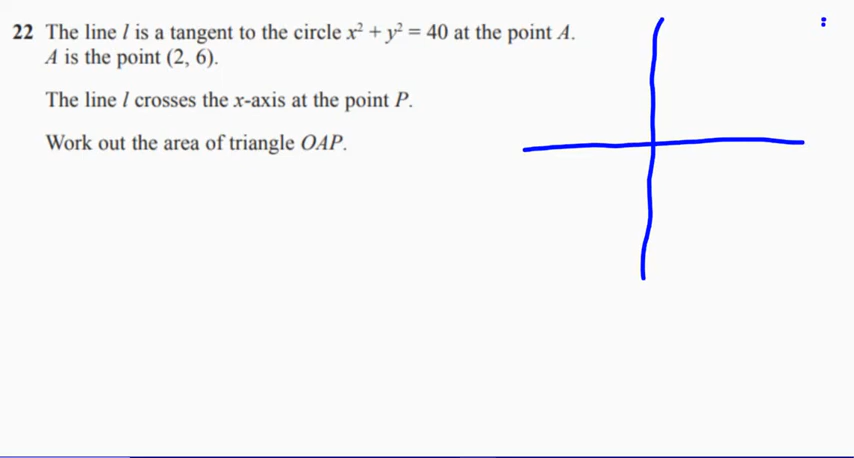 22 The line l is a tangent to the circle x² + y² = 40 at the point A.
A is the point (2, 6).
The line l crosses the x-axis at the point P.
Work out the area of triangle OAP.